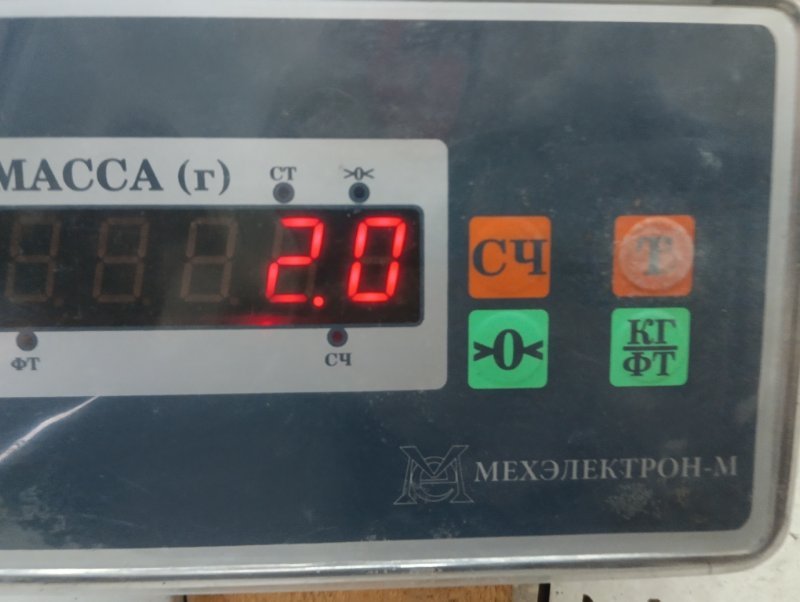 МАССА (г)
СТ
>0<
2.0
ФТ
СЧ
СЧ
Т
>0<
КГ
ФТ
МЕХЭЛЕКТРОН-М